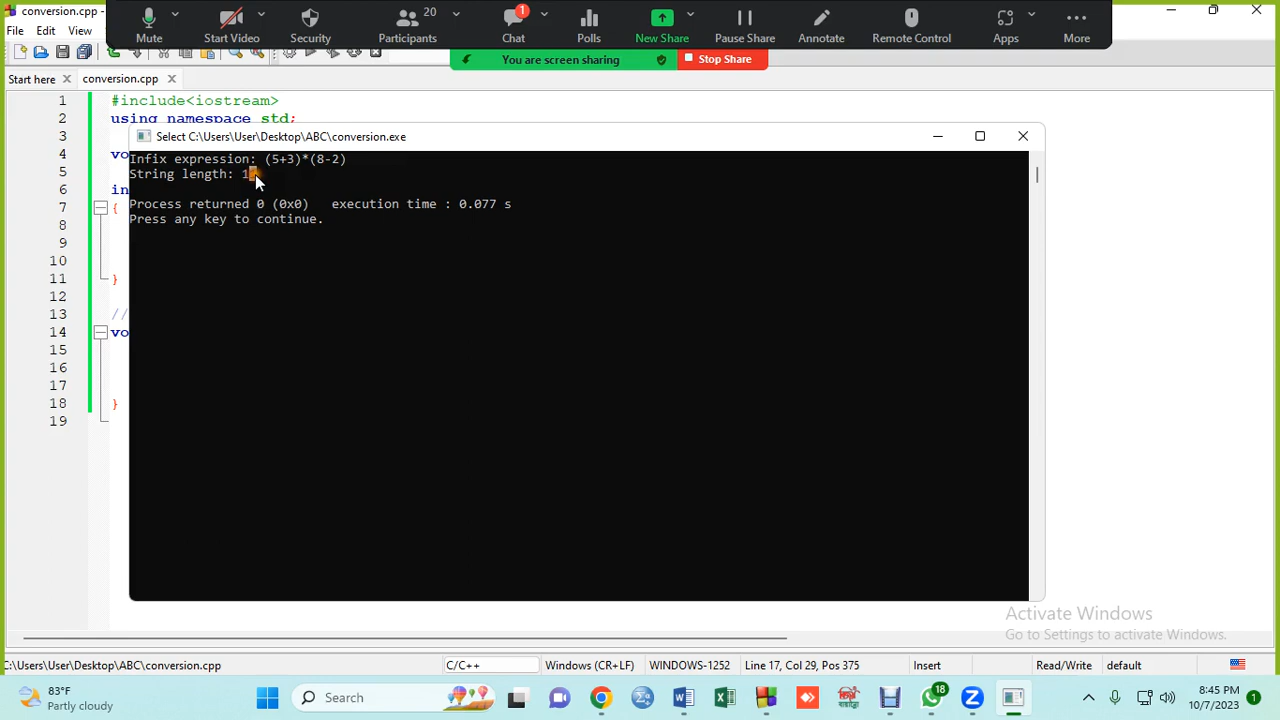 conversion.cpp -
File Edit View
Mute
Start Video
Security
20
Participants
1
Chat
Polls
New Share
Pause Share
Annotate
Remote Control
Apps
More
You are screen sharing
Stop Share
Start here
conversion.cpp
1 #include<iostream>
2 using namespace std;
3
4 vo
5
6 in
7 {
8
9
10
11 }
12
13 //
14 vo
15
16
17
18 }
19
Select C:\Users\User\Desktop\ABC\conversion.exe
Infix expression: (5+3)*(8-2)
String length: 1
Process returned 0 (0x0) execution time : 0.077 s
Press any key to continue.
Activate Windows
Go to Settings to activate Windows.
C:\Users\User\Desktop\ABC\conversion.cpp
C/C++
Windows (CR+LF)
WINDOWS-1252
Line 17, Col 29, Pos 375
Insert
Read/Write
default
83°F
Partly cloudy
Search
18
8:45 PM
10/7/2023
1